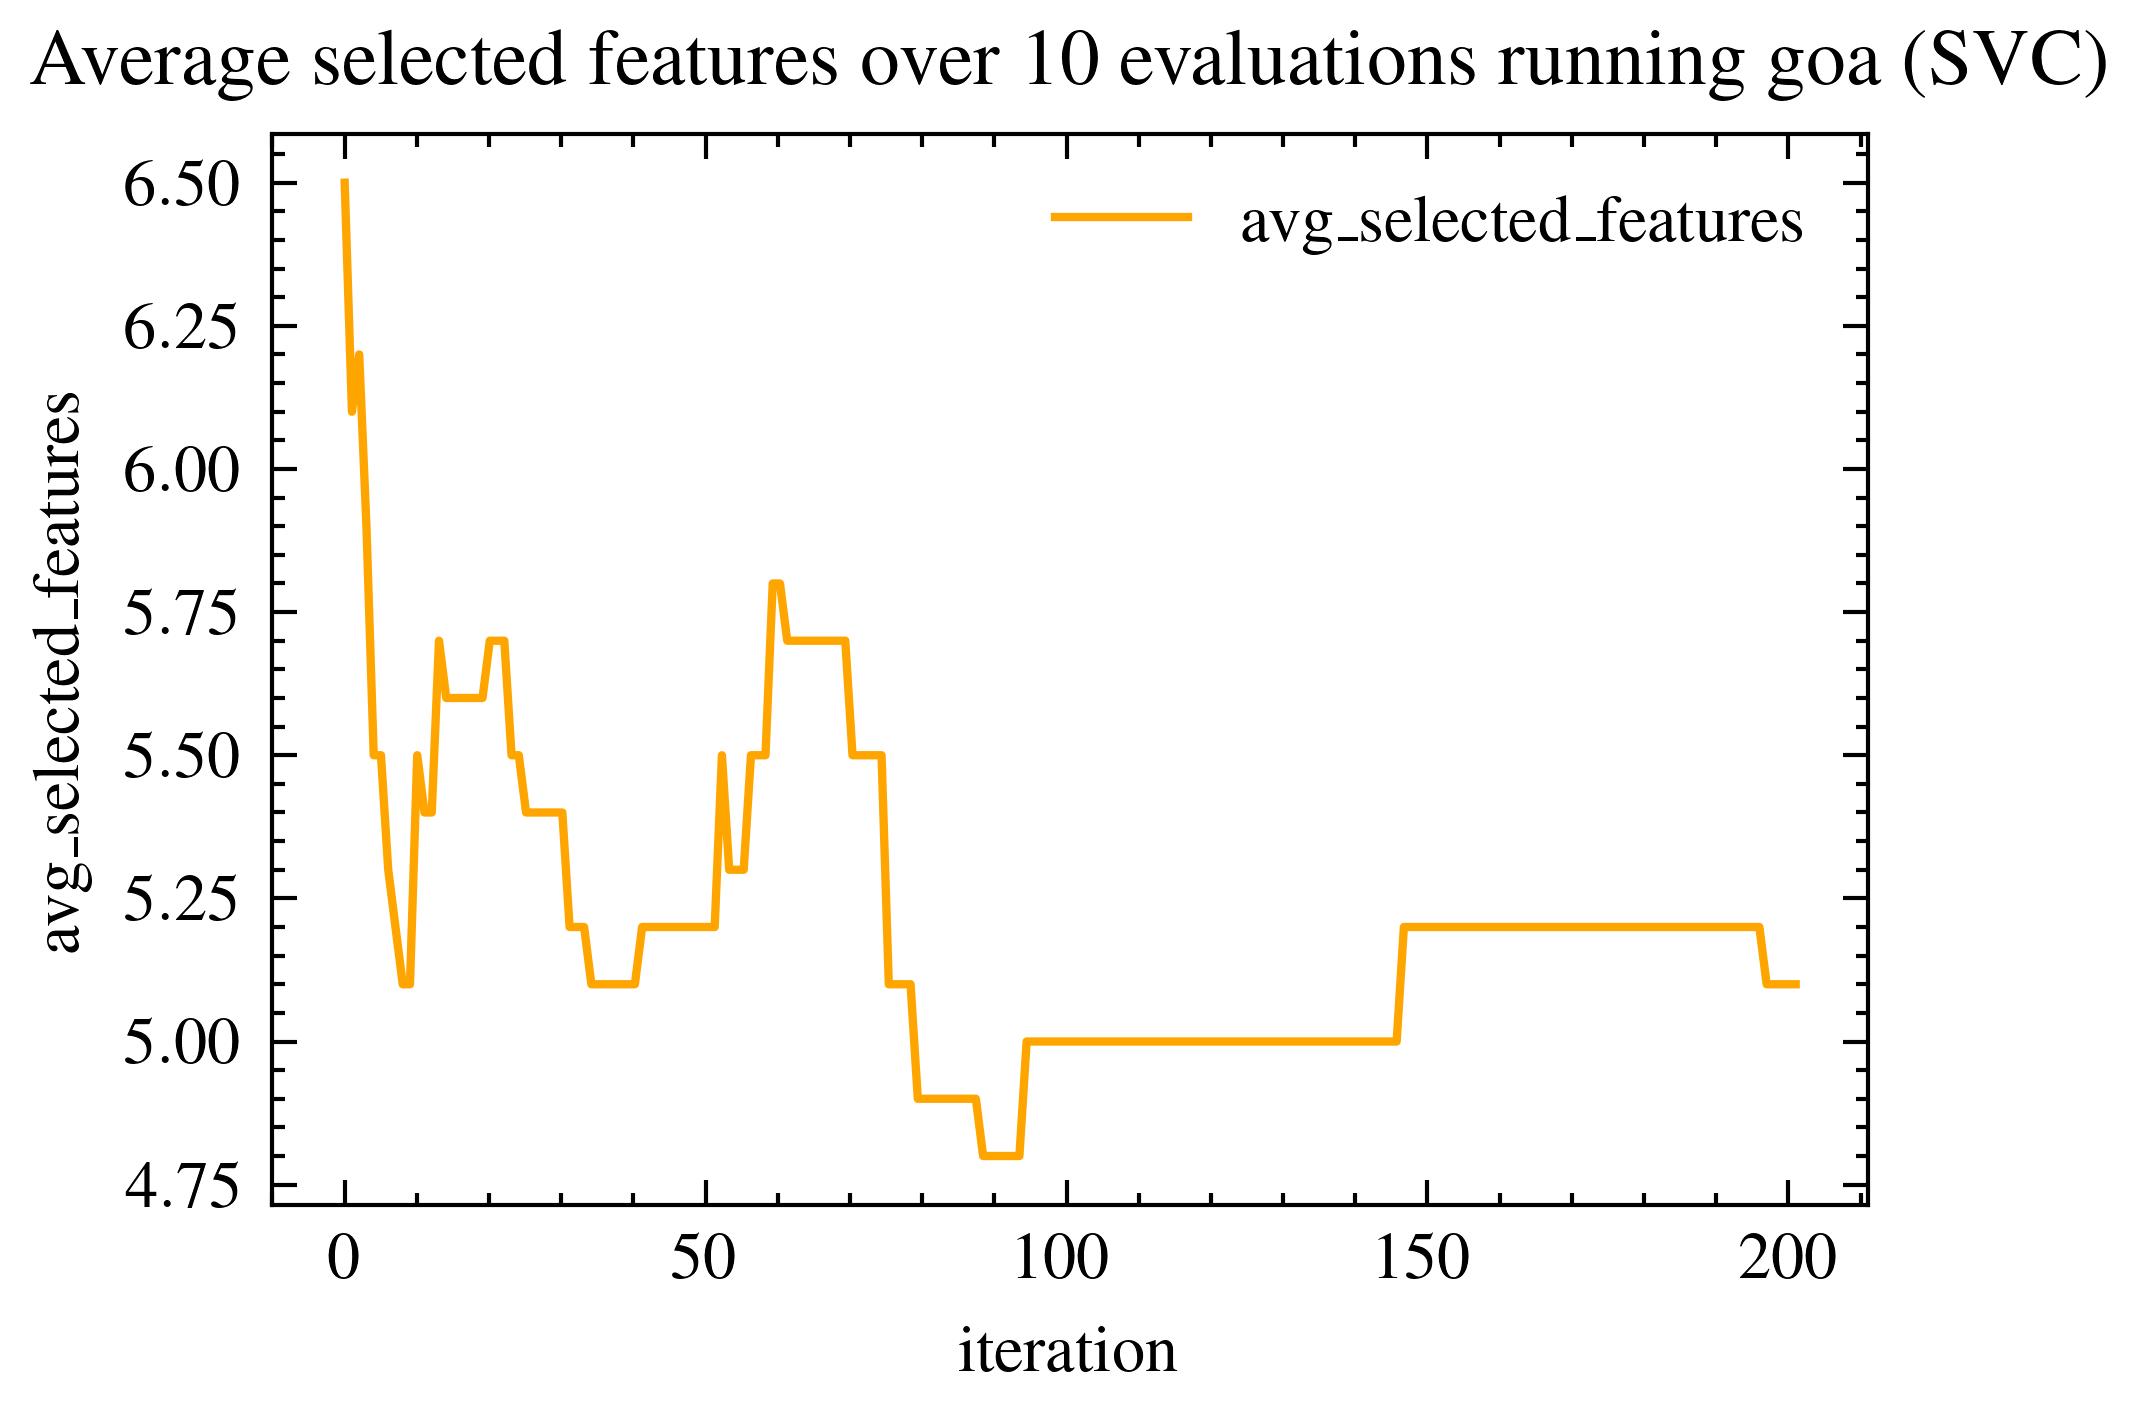 Average selected features over 10 evaluations running goa (SVC)
avg_selected_features
avg_selected_features
6.50
6.25
6.00
5.75
5.50
5.25
5.00
4.75
0 50 100 150 200
iteration